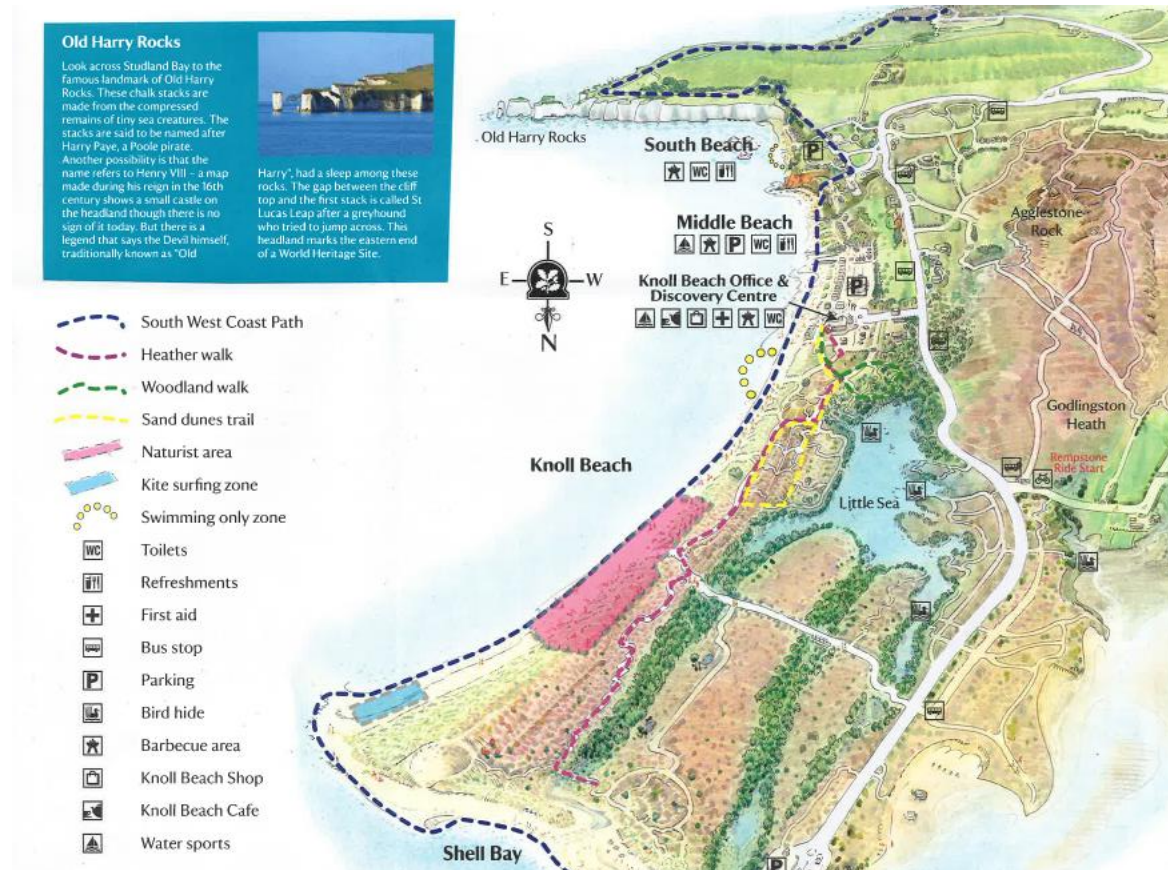 Old Harry Rocks
Look across Studland Bay to the
famous landmark of Old Harry
Rocks. These chalk stacks are
made from the compressed
remains of tiny sea creatures. The
stacks are said to be named after
Harry Paye, a Poole pirate.
Another possibility is that the
name refers to Henry VIII – a map
made during his reign in the 16th
century shows a small castle on
the headland though there is no
sign of it today. But there is a
legend that says the Devil himself,
traditionally known as "Old
Harry", had a sleep among these
rocks. The gap between the cliff
top and the first stack is called St
Lucas Leap after a greyhound
who tried to jump across. This
headland marks the eastern end
of a World Heritage Site.
Old Harry Rocks
South Beach
P
WC
Middle Beach
P
WC
Agglestone
Rock
S
E
W
N
Knoll Beach Office &
Discovery Centre
WC
P
Godlingston
Heath
Rempstone
Ride Start
Knoll Beach
Little Sea
Shell Bay
P
South West Coast Path
Heather walk
Woodland walk
Sand dunes trail
Naturist area
Kite surfing zone
Swimming only zone
WC
Toilets
Refreshments
First aid
Bus stop
P
Parking
Bird hide
Barbecue area
Knoll Beach Shop
Knoll Beach Cafe
Water sports